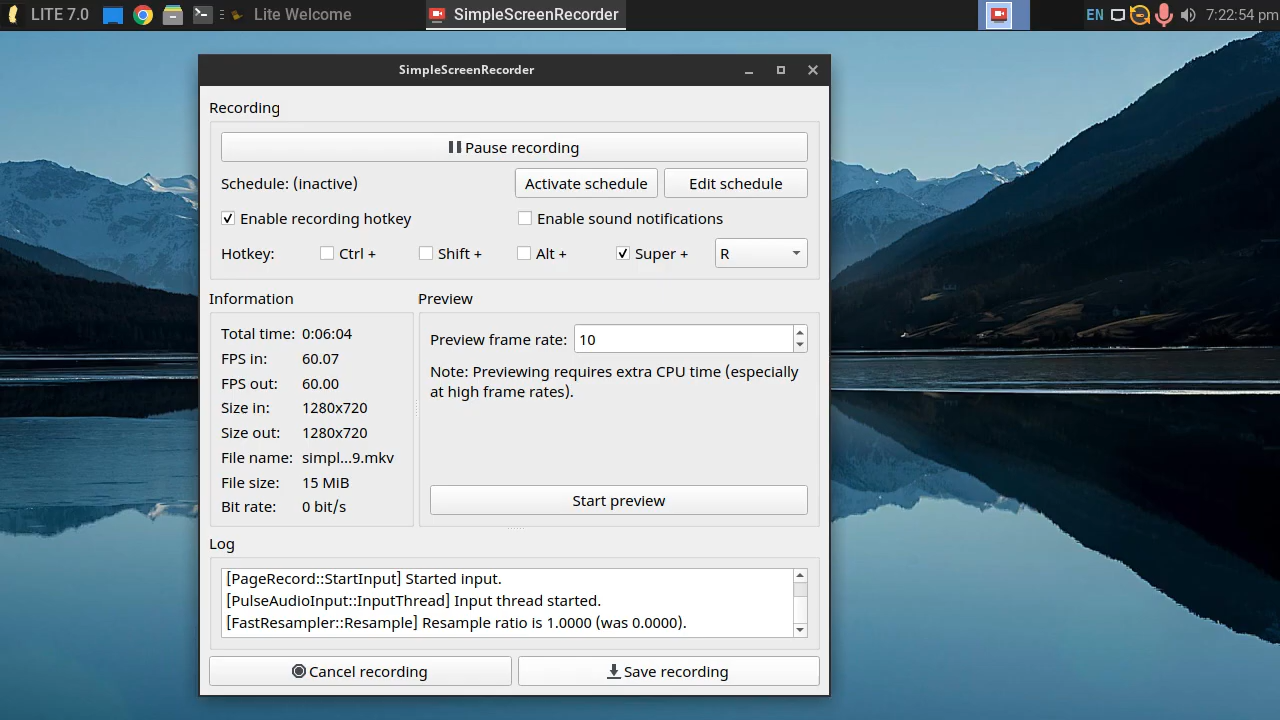 LITE 7.0
Lite Welcome
SimpleScreenRecorder
EN
7:22:54 pm
SimpleScreenRecorder
Recording
Pause recording
Schedule: (inactive)
Activate schedule
Edit schedule
Enable recording hotkey
Enable sound notifications
Hotkey:
Ctrl +
Shift +
Alt +
Super +
R
Information
Total time: 0:06:04
FPS in: 60.07
FPS out: 60.00
Size in: 1280x720
Size out: 1280x720
File name: simpl...9.mkv
File size: 15 MiB
Bit rate: 0 bit/s
Preview
Preview frame rate: 10
Note: Previewing requires extra CPU time (especially
at high frame rates).
Start preview
Log
[PageRecord::StartInput] Started input.
[PulseAudioInput::InputThread] Input thread started.
[FastResampler::Resample] Resample ratio is 1.0000 (was 0.0000).
Cancel recording
Save recording